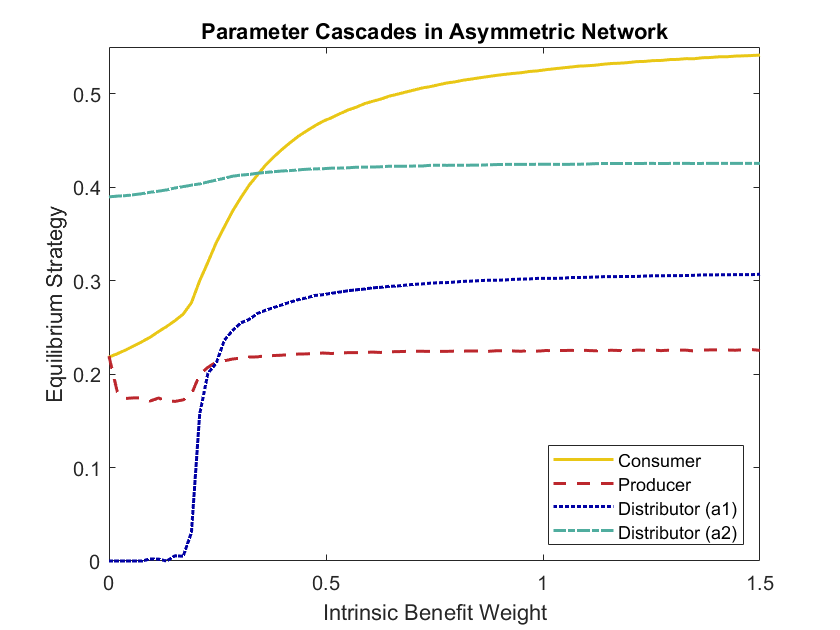 Parameter Cascades in Asymmetric Network
Equilibrium Strategy
0.5
0.4
0.3
0.2
0.1
0
0 0.5 1 1.5
Intrinsic Benefit Weight
Consumer
Producer
Distributor (a1)
Distributor (a2)